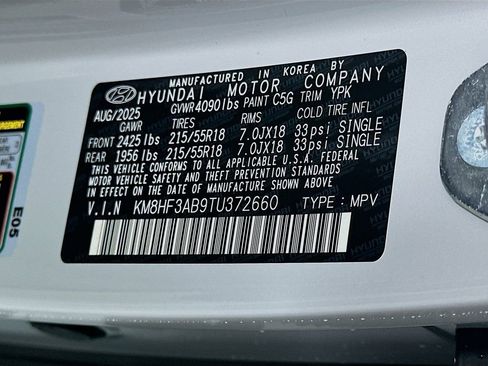 MANUFACTURED IN KOREA BY
HYUNDAI MOTOR COMPANY
AUG/2025 GVWR 4090lbs PAINT C5G TRIM YPK
GAWR TIRES RIMS COLD TIRE INFL
FRONT 2425 lbs 215/55R18 7.0JX18 33psi SINGLE
REAR 1956 lbs 215/55R18 7.0JX18 33psi SINGLE
THIS VEHICLE CONFORMS TO ALL APPLICABLE U.S.A. FEDERAL
MOTOR VEHICLE SAFETY AND THEFT PREVENTION STANDARDS
IN EFFECT ON THE DATE OF MANUFACTURE SHOWN ABOVE.
V.I.N KM8HF3AB9TU372660 TYPE : MPV
E05